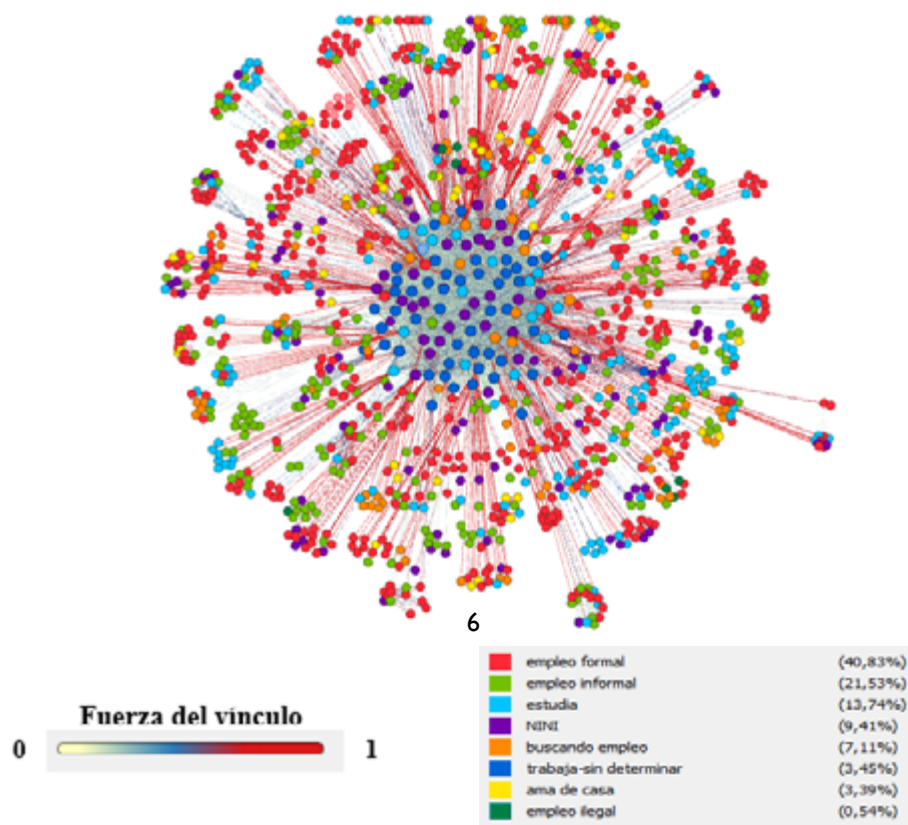 6
empleo formal (40,83%)
empleo informal (21,53%)
estudia (13,74%)
NINI (9,41%)
buscando empleo (7,11%)
trabaja-sin determinar (3,45%)
ama de casa (3,39%)
empleo ilegal (0,54%)
Fuerza del vínculo
0 1